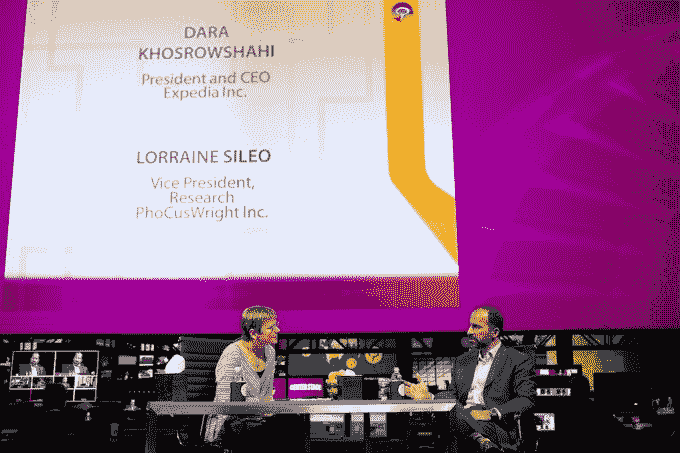 DARA
KHOSROWSHAHI
President and CEO
Expedia Inc.
LORRAINE SILEO
Vice President,
Research
PhoCusWright Inc.